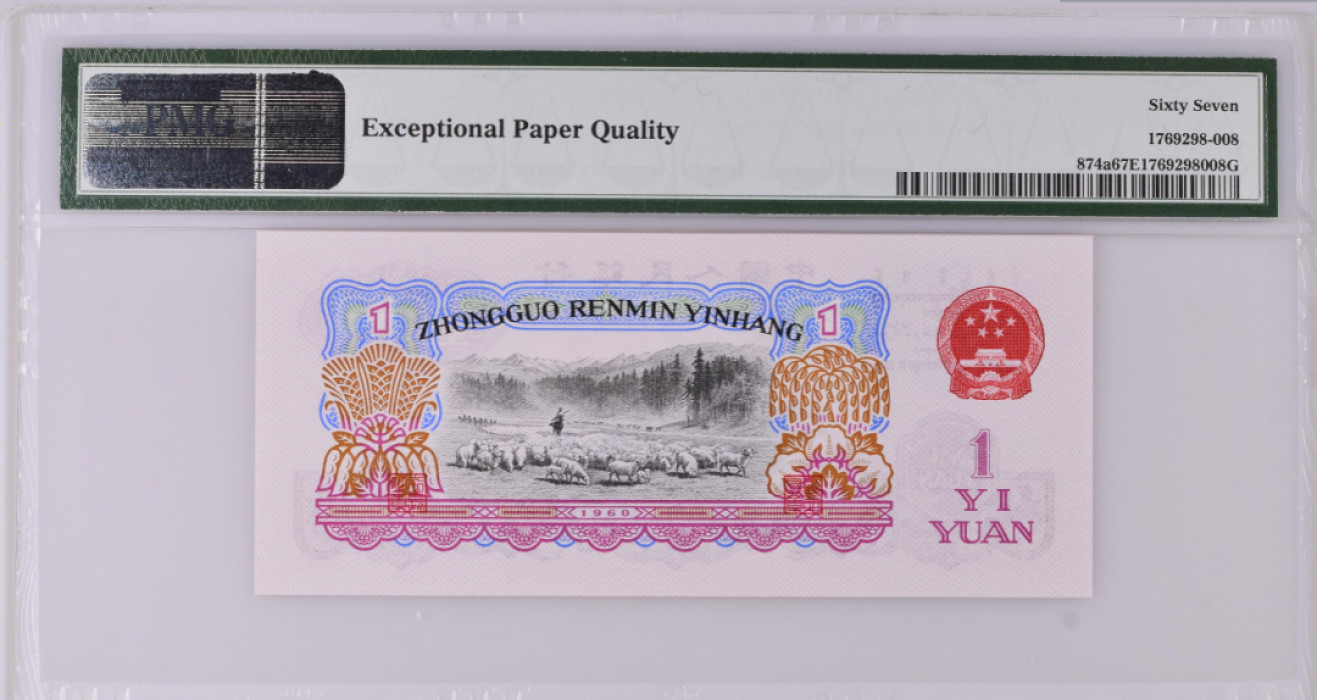 PMG
Exceptional Paper Quality
Sixty Seven
1769298-008
874a67E1769298008G
1 ZHONGGUO RENMIN YINHANG 1
1
YI
YUAN
1960